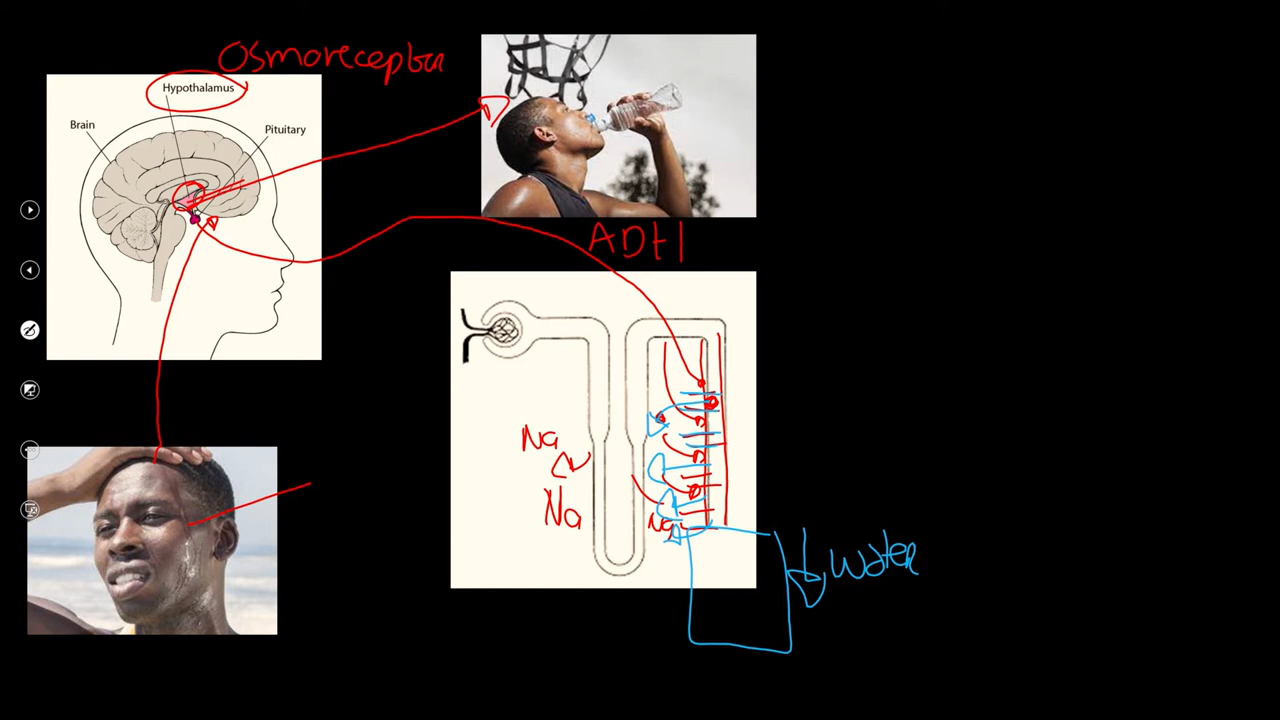 Osmoreceptor
Hypothalamus
Brain
Pituitary
ADH
Na
Na
Na
Water